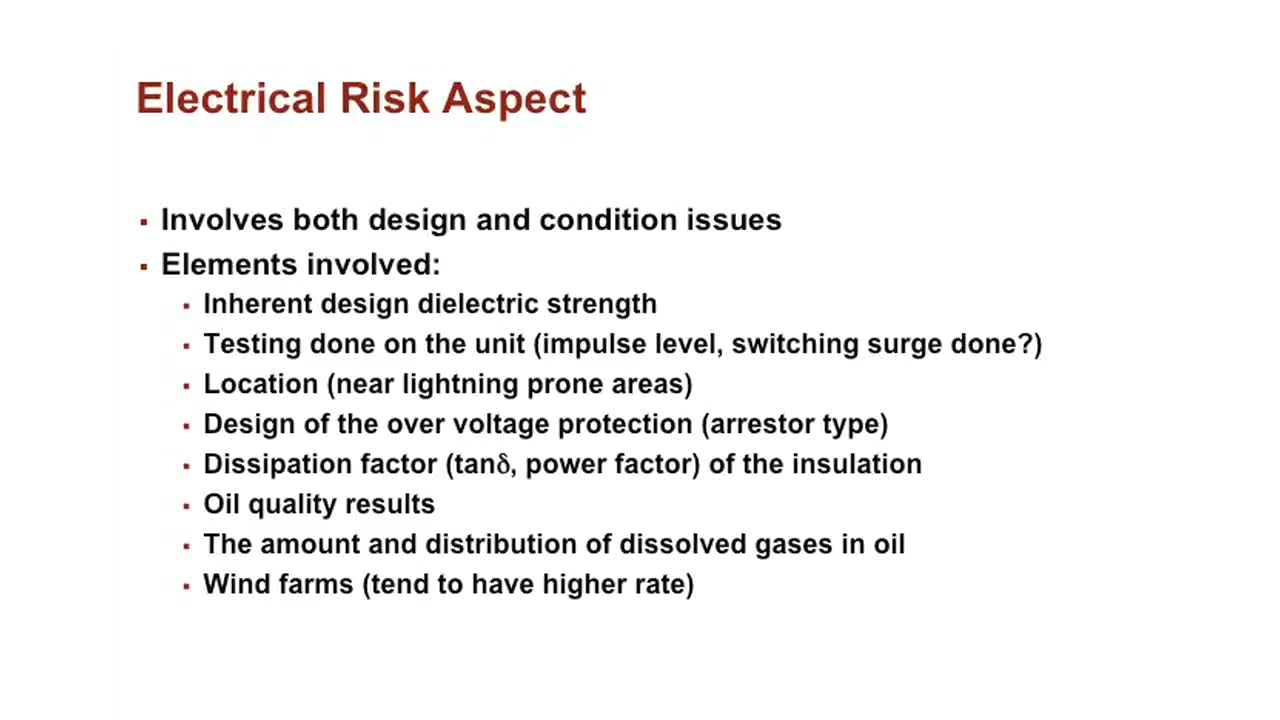 Electrical Risk Aspect
Involves both design and condition issues
Elements involved:
Inherent design dielectric strength
Testing done on the unit (impulse level, switching surge done?)
Location (near lightning prone areas)
Design of the over voltage protection (arrestor type)
Dissipation factor (tanδ, power factor) of the insulation
Oil quality results
The amount and distribution of dissolved gases in oil
Wind farms (tend to have higher rate)